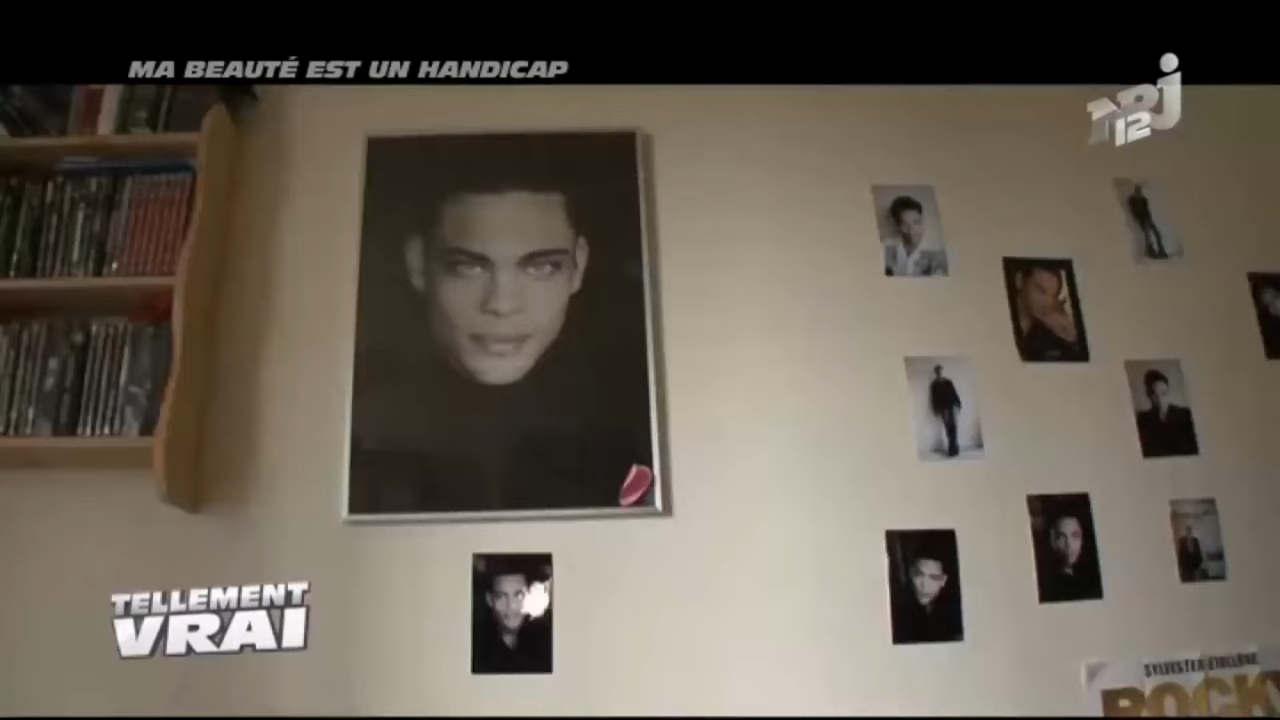 MA BEAUTÉ EST UN HANDICAP
NRJ
12
TELLEMENT
VRAI
SYLVESTER STALLONE
ROCKY